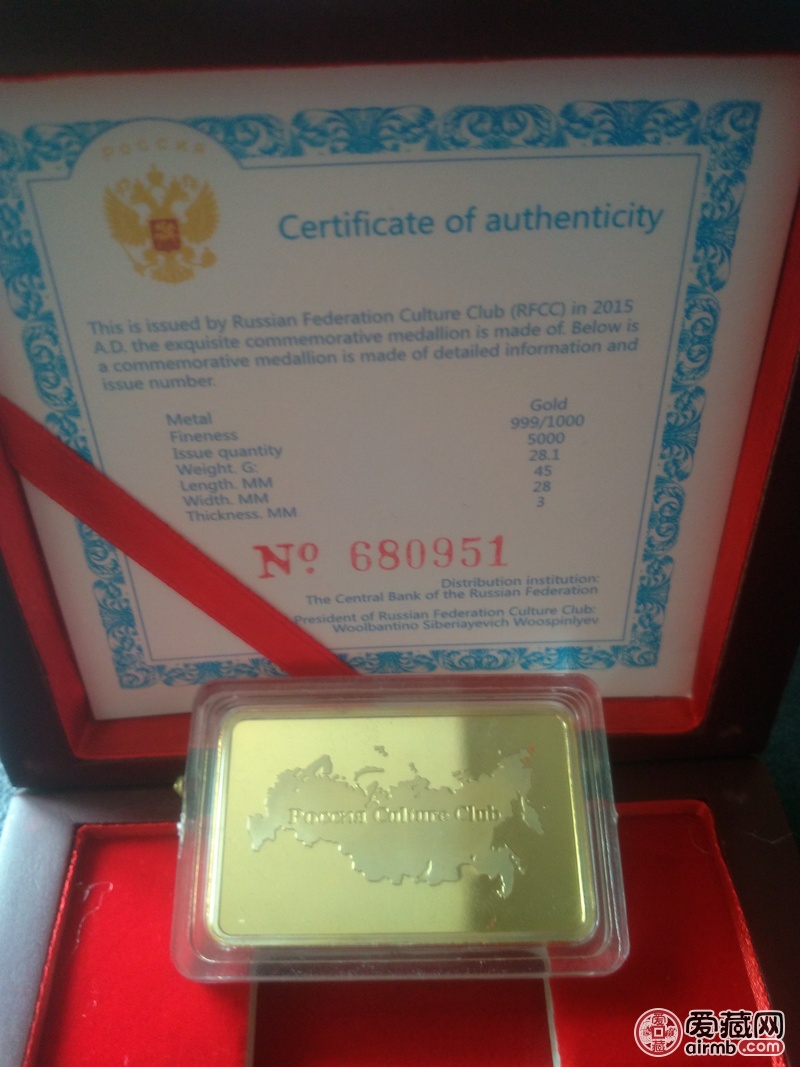 РОССИЯ
Certificate of authenticity
This is issued by Russian Federation Culture Club (RFCC) in 2015
A.D. the exquisite commemorative medallion is made of. Below is
a commemorative medallion is made of detailed information and
issue number.
Metal Gold
Fineness 999/1000
Issue quantity 5000
Weight. G: 28.1
Length. MM 45
Width. MM 28
Thickness. MM 3
Nº 680951
Distribution institution:
The Central Bank of the Russian Federation
President of Russian Federation Culture Club:
Woolbantino Siberiayevich Woospinlyev
Россия Culture Club
爱藏网
airmb.com